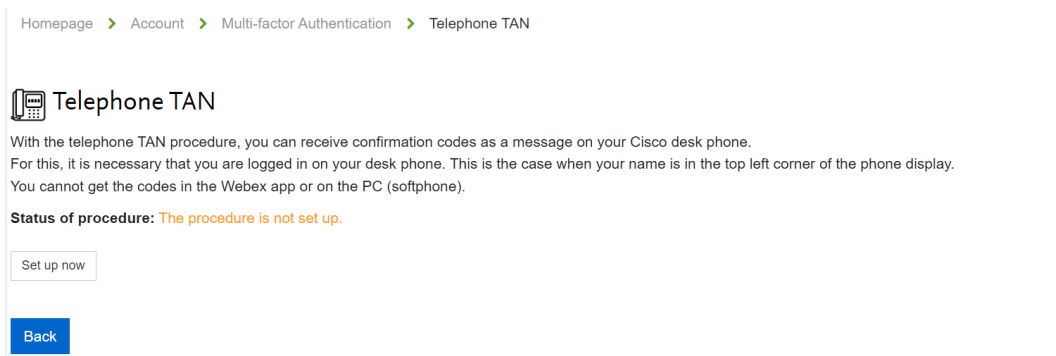 Homepage > Account > Multi-factor Authentication > Telephone TAN
Telephone TAN
With the telephone TAN procedure, you can receive confirmation codes as a message on your Cisco desk phone.
For this, it is necessary that you are logged in on your desk phone. This is the case when your name is in the top left corner of the phone display.
You cannot get the codes in the Webex app or on the PC (softphone).
Status of procedure: The procedure is not set up.
Set up now
Back